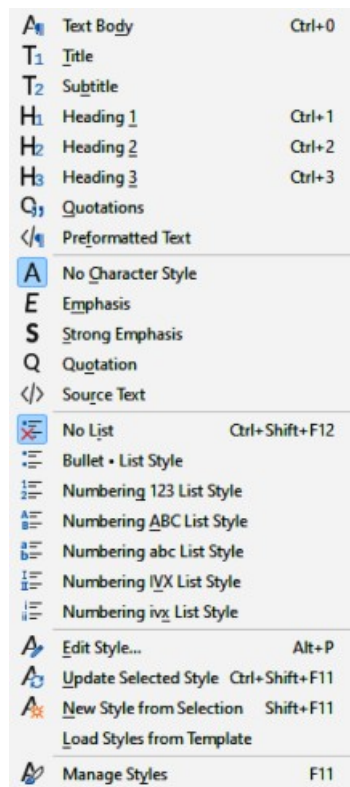 Text Body Ctrl+0
Title
Subtitle
Heading 1 Ctrl+1
Heading 2 Ctrl+2
Heading 3 Ctrl+3
Quotations
Preformatted Text
No Character Style
Emphasis
Strong Emphasis
Quotation
Source Text
No List Ctrl+Shift+F12
Bullet • List Style
Numbering 123 List Style
Numbering ABC List Style
Numbering abc List Style
Numbering IVX List Style
Numbering ivx List Style
Edit Style... Alt+P
Update Selected Style Ctrl+Shift+F11
New Style from Selection Shift+F11
Load Styles from Template
Manage Styles F11